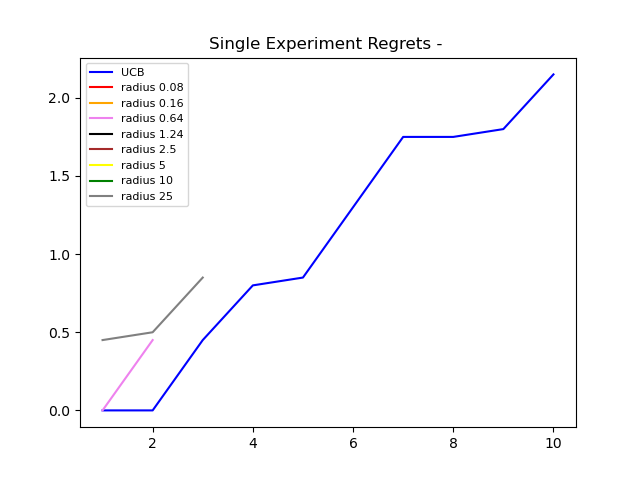 Single Experiment Regrets -
UCB
radius 0.08
radius 0.16
radius 0.64
radius 1.24
radius 2.5
radius 5
radius 10
radius 25
2.0
1.5
1.0
0.5
0.0
2 4 6 8 10